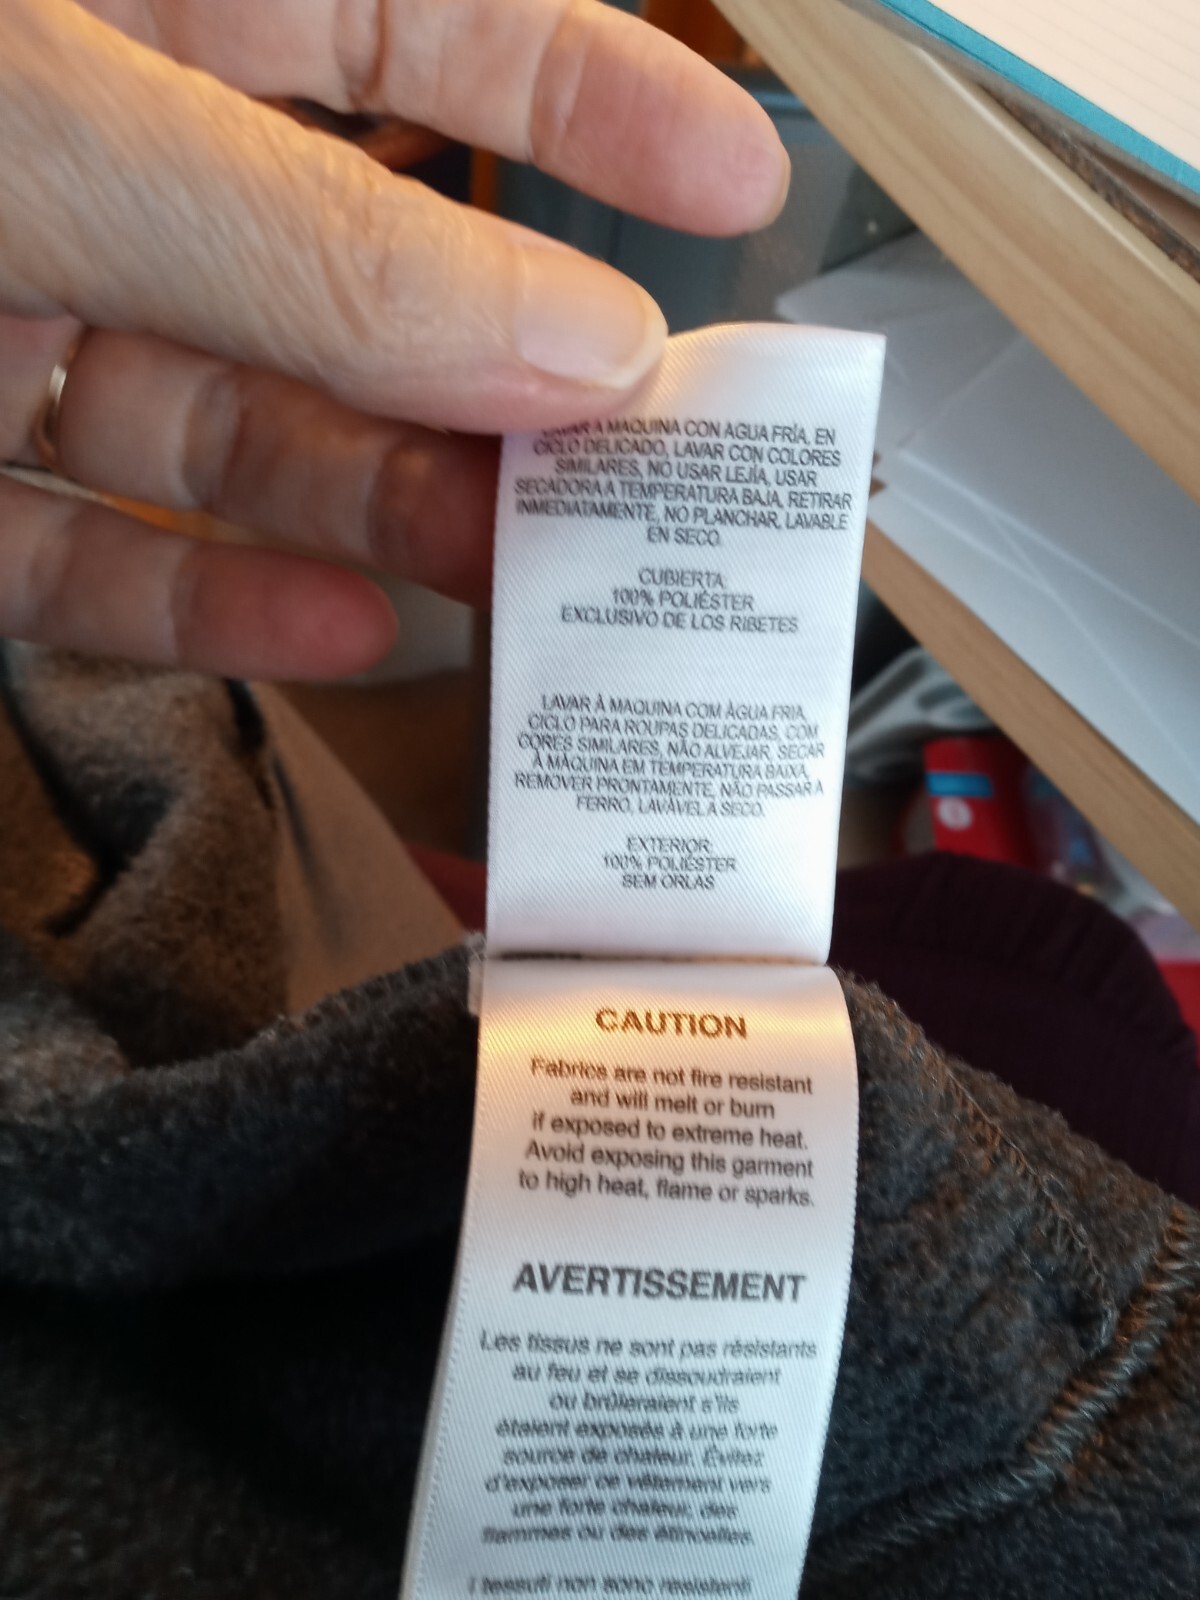 LAVAR A MAQUINA CON AGUA FRÍA, EN
CICLO DELICADO, LAVAR CON COLORES
SIMILARES, NO USAR LEJÍA, USAR
SECADORA A TEMPERATURA BAJA, RETIRAR
INMEDIATAMENTE, NO PLANCHAR, LAVABLE
EN SECO.
CUBIERTA:
100% POLIÉSTER
EXCLUSIVO DE LOS RIBETES
LAVAR À MAQUINA COM ÀGUA FRIA,
CICLO PARA ROUPAS DELICADAS, COM
CORES SIMILARES, NÃO ALVEJAR, SECAR
À MÀQUINA EM TEMPERATURA BAIXA,
REMOVER PRONTAMENTE, NÃO PASSAR A
FERRO, LAVÀVEL A SECO.
EXTERIOR:
100% POLIÉSTER
SEM ORLAS
CAUTION
Fabrics are not fire resistant
and will melt or burn
if exposed to extreme heat.
Avoid exposing this garment
to high heat, flame or sparks.
AVERTISSEMENT
Les tissus ne sont pas résistants
au feu et se dissoudraient
ou brûleraient s'ils
étaient exposés à une forte
source de chaleur. Évitez
d'exposer ce vêtement vers
une forte chaleur, des
flammes ou des étincelles.
I tessuti non sono resistenti